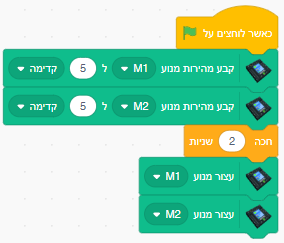 כאשר לוחצים על
קבע מהירות מנוע M1 ל 5 קדימה
קבע מהירות מנוע M2 ל 5 קדימה
חכה 2 שניות
עצור מנוע M1
עצור מנוע M2